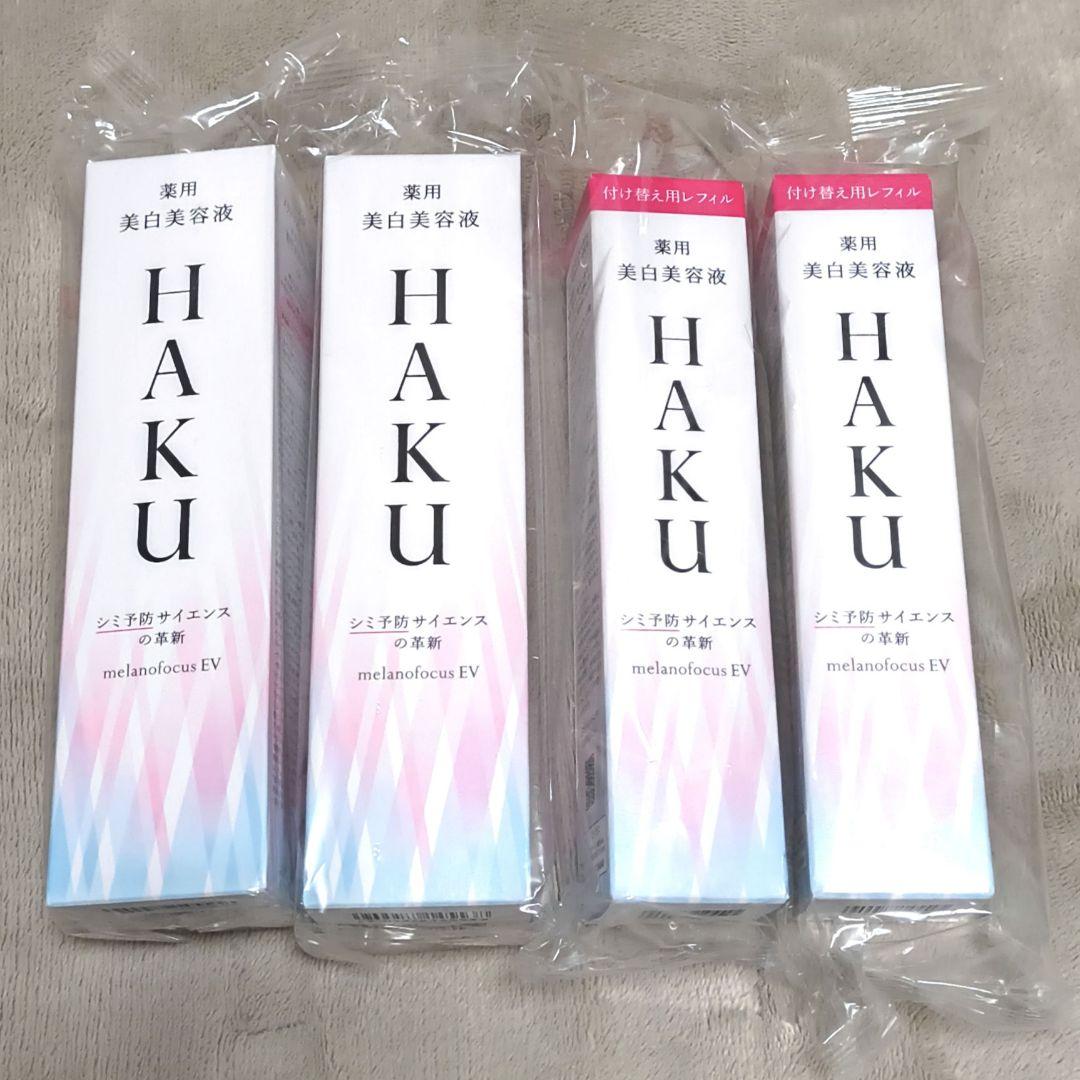 薬用
美白美容液
HAKU
シミ予防サイエンス
の革新
melanofocus EV
薬用
美白美容液
HAKU
シミ予防サイエンス
の革新
melanofocus EV
付け替え用レフィル
薬用
美白美容液
HAKU
シミ予防サイエンス
の革新
melanofocus EV
付け替え用レフィル
薬用
美白美容液
HAKU
シミ予防サイエンス
の革新
melanofocus EV